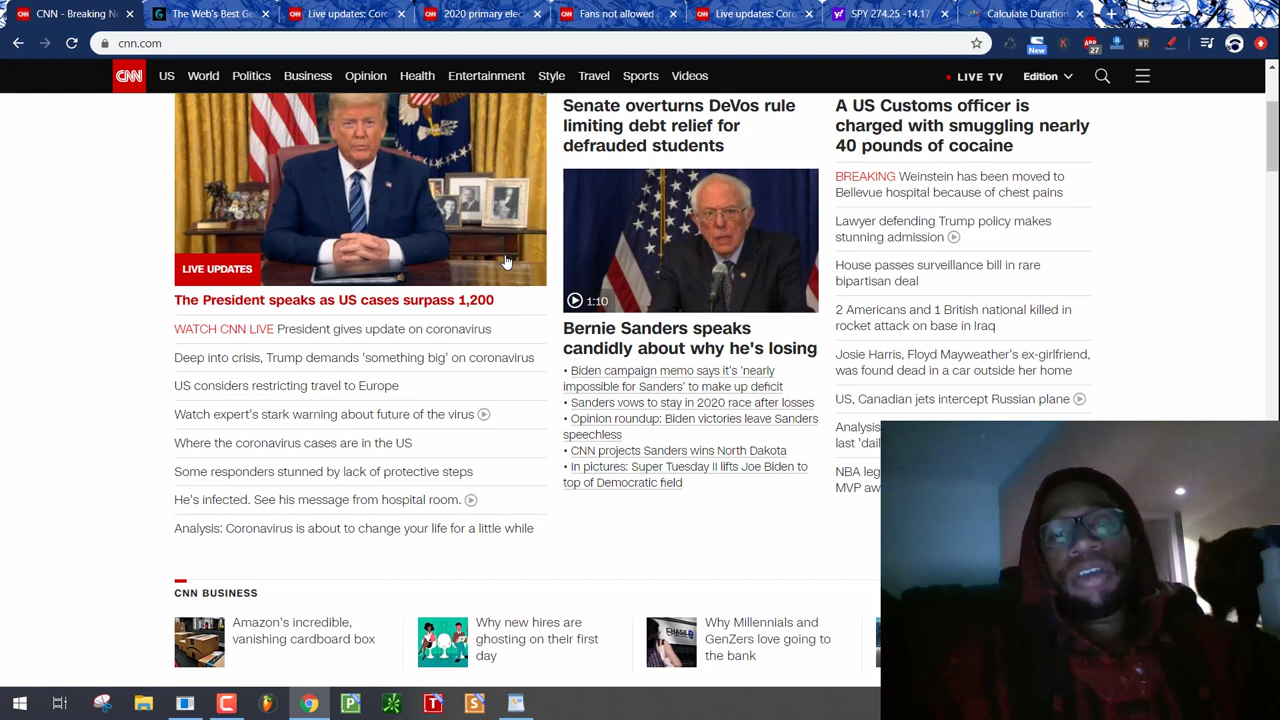 CNN - Breaking N
The Web's Best G
Live updates: Coro
2020 primary elec
Fans not allowed
Live updates: Coro
SPY 274.25 -14.17
Calculate Duration
cnn.com
New
27
WR
CNN
US
World
Politics
Business
Opinion
Health
Entertainment
Style
Travel
Sports
Videos
LIVE TV
Edition
LIVE UPDATES
The President speaks as US cases surpass 1,200
WATCH CNN LIVE President gives update on coronavirus
Deep into crisis, Trump demands 'something big' on coronavirus
US considers restricting travel to Europe
Watch expert's stark warning about future of the virus
Where the coronavirus cases are in the US
Some responders stunned by lack of protective steps
He's infected. See his message from hospital room.
Analysis: Coronavirus is about to change your life for a little while
Senate overturns DeVos rule
limiting debt relief for
defrauded students
1:10
Bernie Sanders speaks
candidly about why he's losing
• Biden campaign memo says it's 'nearly
impossible for Sanders' to make up deficit
• Sanders vows to stay in 2020 race after losses
• Opinion roundup: Biden victories leave Sanders
speechless
• CNN projects Sanders wins North Dakota
• In pictures: Super Tuesday II lifts Joe Biden to
top of Democratic field
A US Customs officer is
charged with smuggling nearly
40 pounds of cocaine
BREAKING Weinstein has been moved to
Bellevue hospital because of chest pains
Lawyer defending Trump policy makes
stunning admission
House passes surveillance bill in rare
bipartisan deal
2 Americans and 1 British national killed in
rocket attack on base in Iraq
Josie Harris, Floyd Mayweather's ex-girlfriend,
was found dead in a car outside her home
US, Canadian jets intercept Russian plane
Analysis
last 'dail
NBA leg
MVP aw
CNN BUSINESS
Amazon's incredible,
vanishing cardboard box
Why new hires are
ghosting on their first
day
CHASE
Why Millennials and
GenZers love going to
the bank